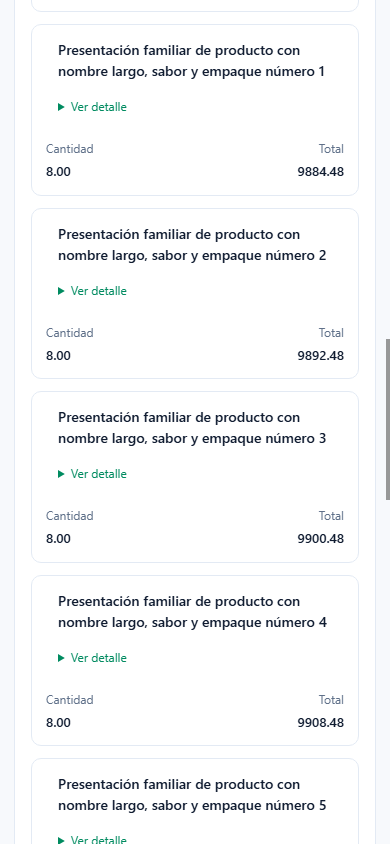 Presentación familiar de producto con
nombre largo, sabor y empaque número 1
▶ Ver detalle
Cantidad Total
8.00 9884.48
Presentación familiar de producto con
nombre largo, sabor y empaque número 2
▶ Ver detalle
Cantidad Total
8.00 9892.48
Presentación familiar de producto con
nombre largo, sabor y empaque número 3
▶ Ver detalle
Cantidad Total
8.00 9900.48
Presentación familiar de producto con
nombre largo, sabor y empaque número 4
▶ Ver detalle
Cantidad Total
8.00 9908.48
Presentación familiar de producto con
nombre largo, sabor y empaque número 5
▶ Ver detalle